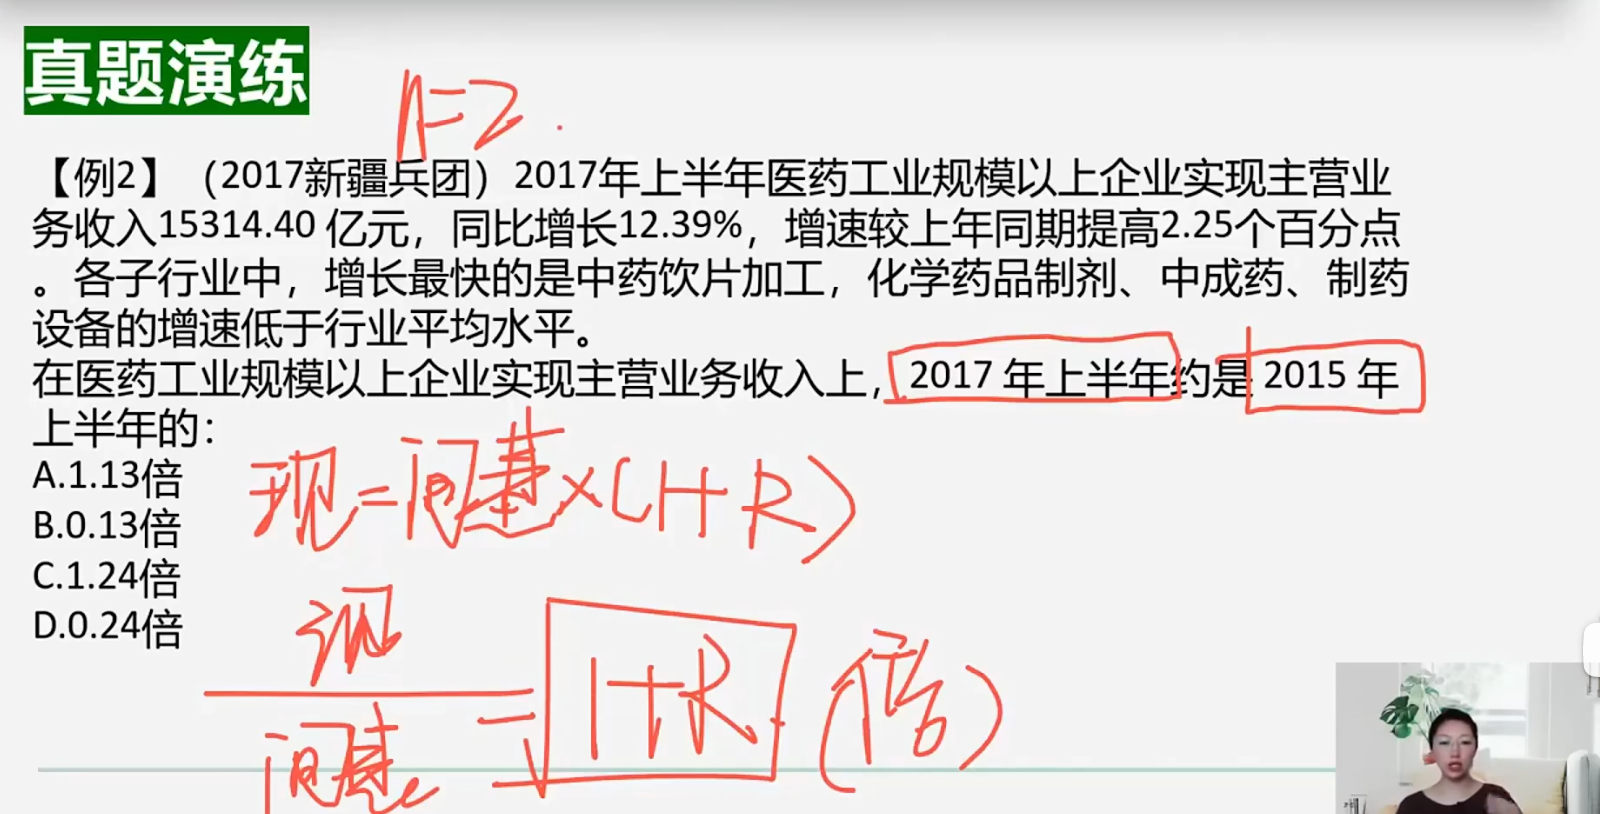 真题演练
n=2
【例2】（2017新疆兵团）2017年上半年医药工业规模以上企业实现主营业
务收入15314.40 亿元，同比增长12.39%，增速较上年同期提高2.25个百分点
。各子行业中，增长最快的是中药饮片加工，化学药品制剂、中成药、制药
设备的增速低于行业平均水平。
在医药工业规模以上企业实现主营业务收入上，2017 年上半年约是 2015 年
上半年的：
A.1.13倍
B.0.13倍
C.1.24倍
D.0.24倍
现=间基×(1+R)
现
间基
=1+R (倍)